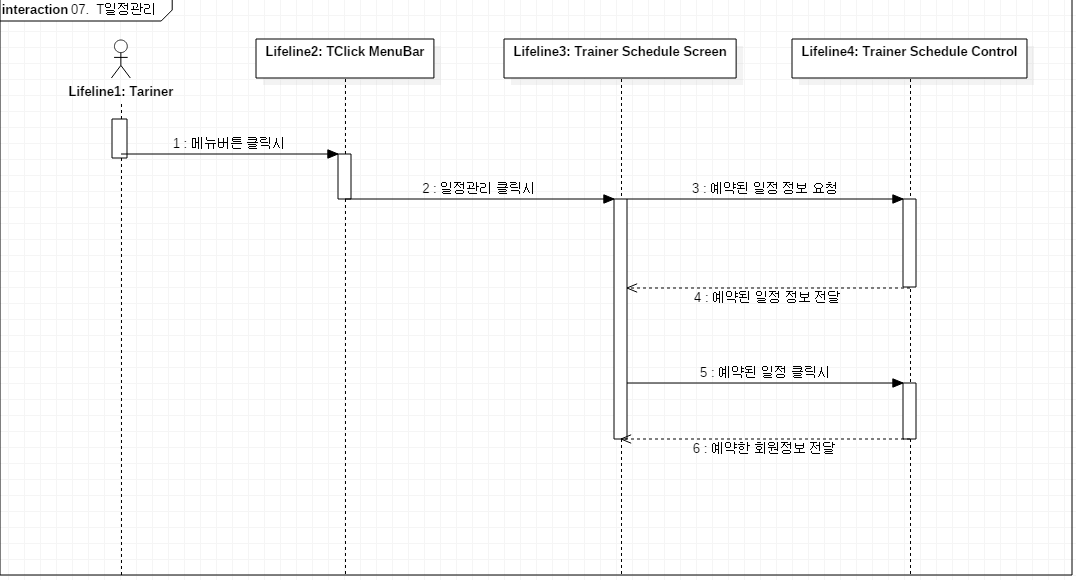 interaction 07. T일정관리
Lifeline1: Tariner
Lifeline2: TClick MenuBar
Lifeline3: Trainer Schedule Screen
Lifeline4: Trainer Schedule Control
1 : 메뉴버튼 클릭시
2 : 일정관리 클릭시
3 : 예약된 일정 정보 요청
4 : 예약된 일정 정보 전달
5 : 예약된 일정 클릭시
6 : 예약한 회원정보 전달